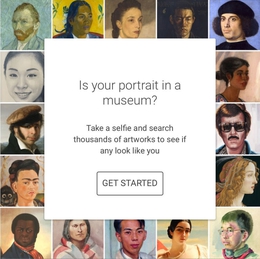 Is your portrait in a
museum?
Take a selfie and search
thousands of artworks to see if
any look like you
GET STARTED